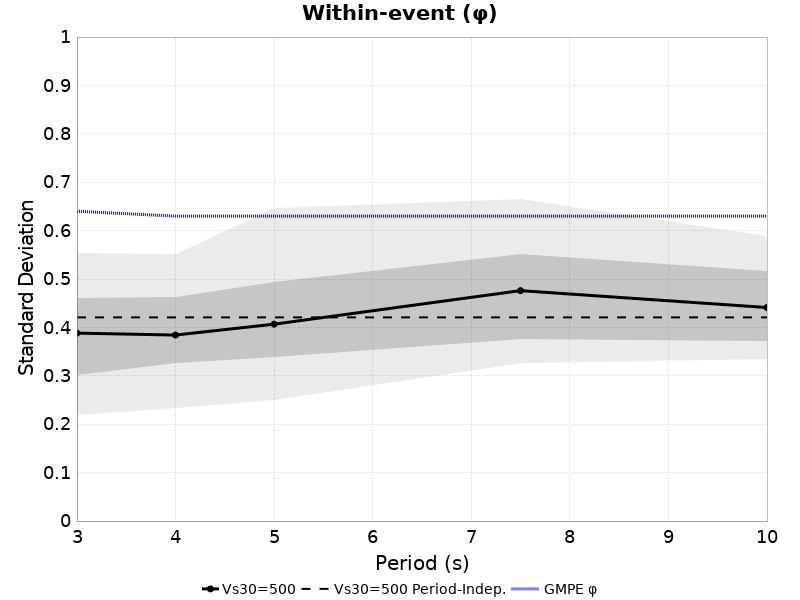 Within-event (φ)
1
0.9
0.8
0.7
0.6
0.5
0.4
0.3
0.2
0.1
0
Standard Deviation
3 4 5 6 7 8 9 10
Period (s)
Vs30=500 Vs30=500 Period-Indep. GMPE φ